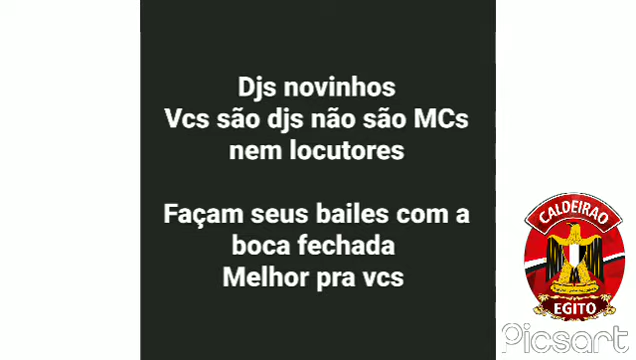 Djs novinhos
Vcs são djs não são MCs
nem locutores
Façam seus bailes com a
boca fechada
Melhor pra vcs
CALDEIRAO
EGITO
Picsart